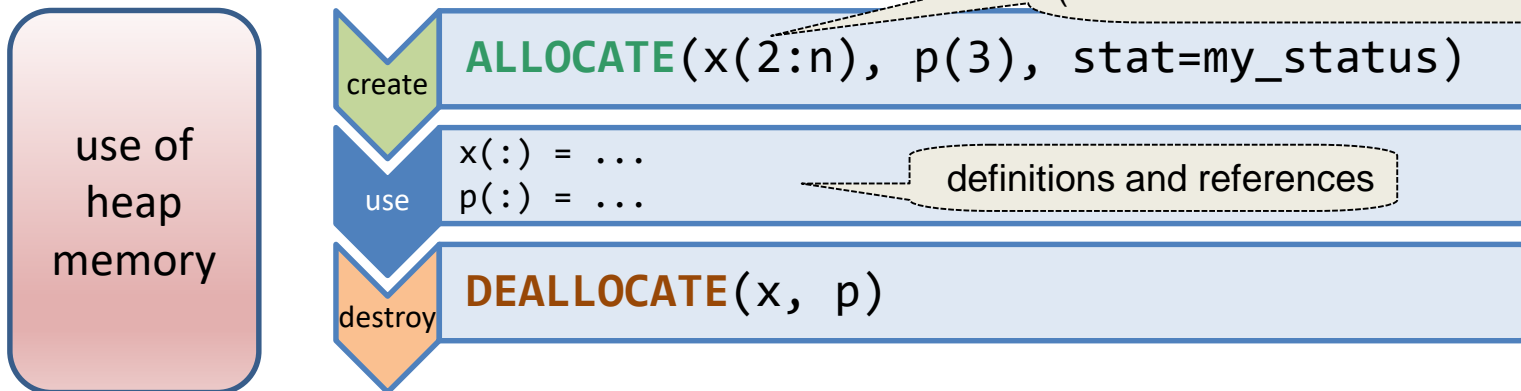 use of
heap
memory
create
ALLOCATE(x(2:n), p(3), stat=my_status)
use
x(:) = ...
p(:) = ...
definitions and references
destroy
DEALLOCATE(x, p)